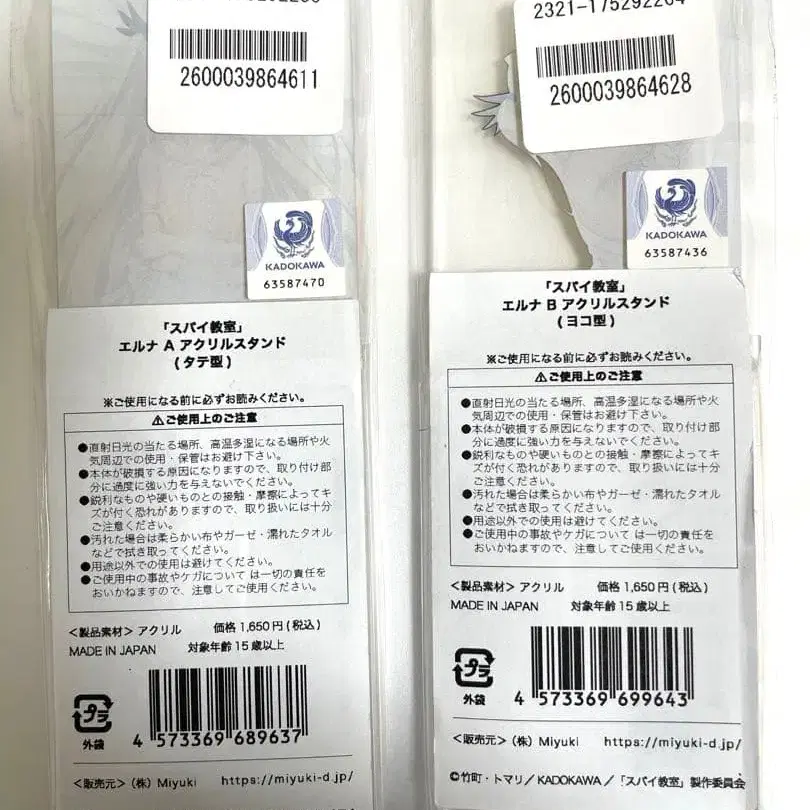 2600039864611
KADOKAWA
63587470
「スパイ教室」
エルナ A アクリルスタンド
(タテ型)
※ご使用になる前に必ずお読みください。
⚠ご使用上のご注意
●直射日光の当たる場所、高温多湿になる場所や火
気周辺での使用・保管はお避け下さい。
●本体が破損する原因になりますので、取り付け部
分に過度に強い力を与えないでください。
●鋭利なものや硬いものとの接触・摩擦によってキ
ズが付く恐れがありますので、取り扱いには十分
ご注意ください。
●汚れた場合は柔らかい布やガーゼ・濡れたタオル
などで拭き取ってください。
●用途以外での使用は避けてください。
●ご使用中の事故やケガについて は一切の責任を
おいかねますので、注意してご使用ください。
<製品素材> アクリル 価格 1,650円(税込)
MADE IN JAPAN 対象年齢 15歳以上
プラ
外袋
4 573369 689637
<販売元> (株) Miyuki https://miyuki-d.jp/
2321-175292264
2600039864628
KADOKAWA
63587436
「スパイ教室」
エルナ B アクリルスタンド
(ヨコ型)
※ご使用になる前に必ずお読みください。
⚠ご使用上のご注意
●直射日光の当たる場所、高温多湿になる場所や火
気周辺での使用・保管はお避け下さい。
●本体が破損する原因になりますので、取り付け部
分に過度に強い力を与えないでください。
●鋭利なものや硬いものとの接触・摩擦によってキ
ズが付く恐れがありますので、取り扱いには十分
ご注意ください。
●汚れた場合は柔らかい布やガーゼ・濡れたタオル
などで拭き取ってください。
●用途以外での使用は避けてください。
●ご使用中の事故やケガについて は一切の責任を
おいかねますので、注意してご使用ください。
<製品素材> アクリル 価格 1,650円(税込)
MADE IN JAPAN 対象年齢 15歳以上
プラ
外袋
4 573369 699643
<販売元> (株) Miyuki https://miyuki-d.jp/
©竹町・トマリ/KADOKAWA/「スパイ教室」製作委員会